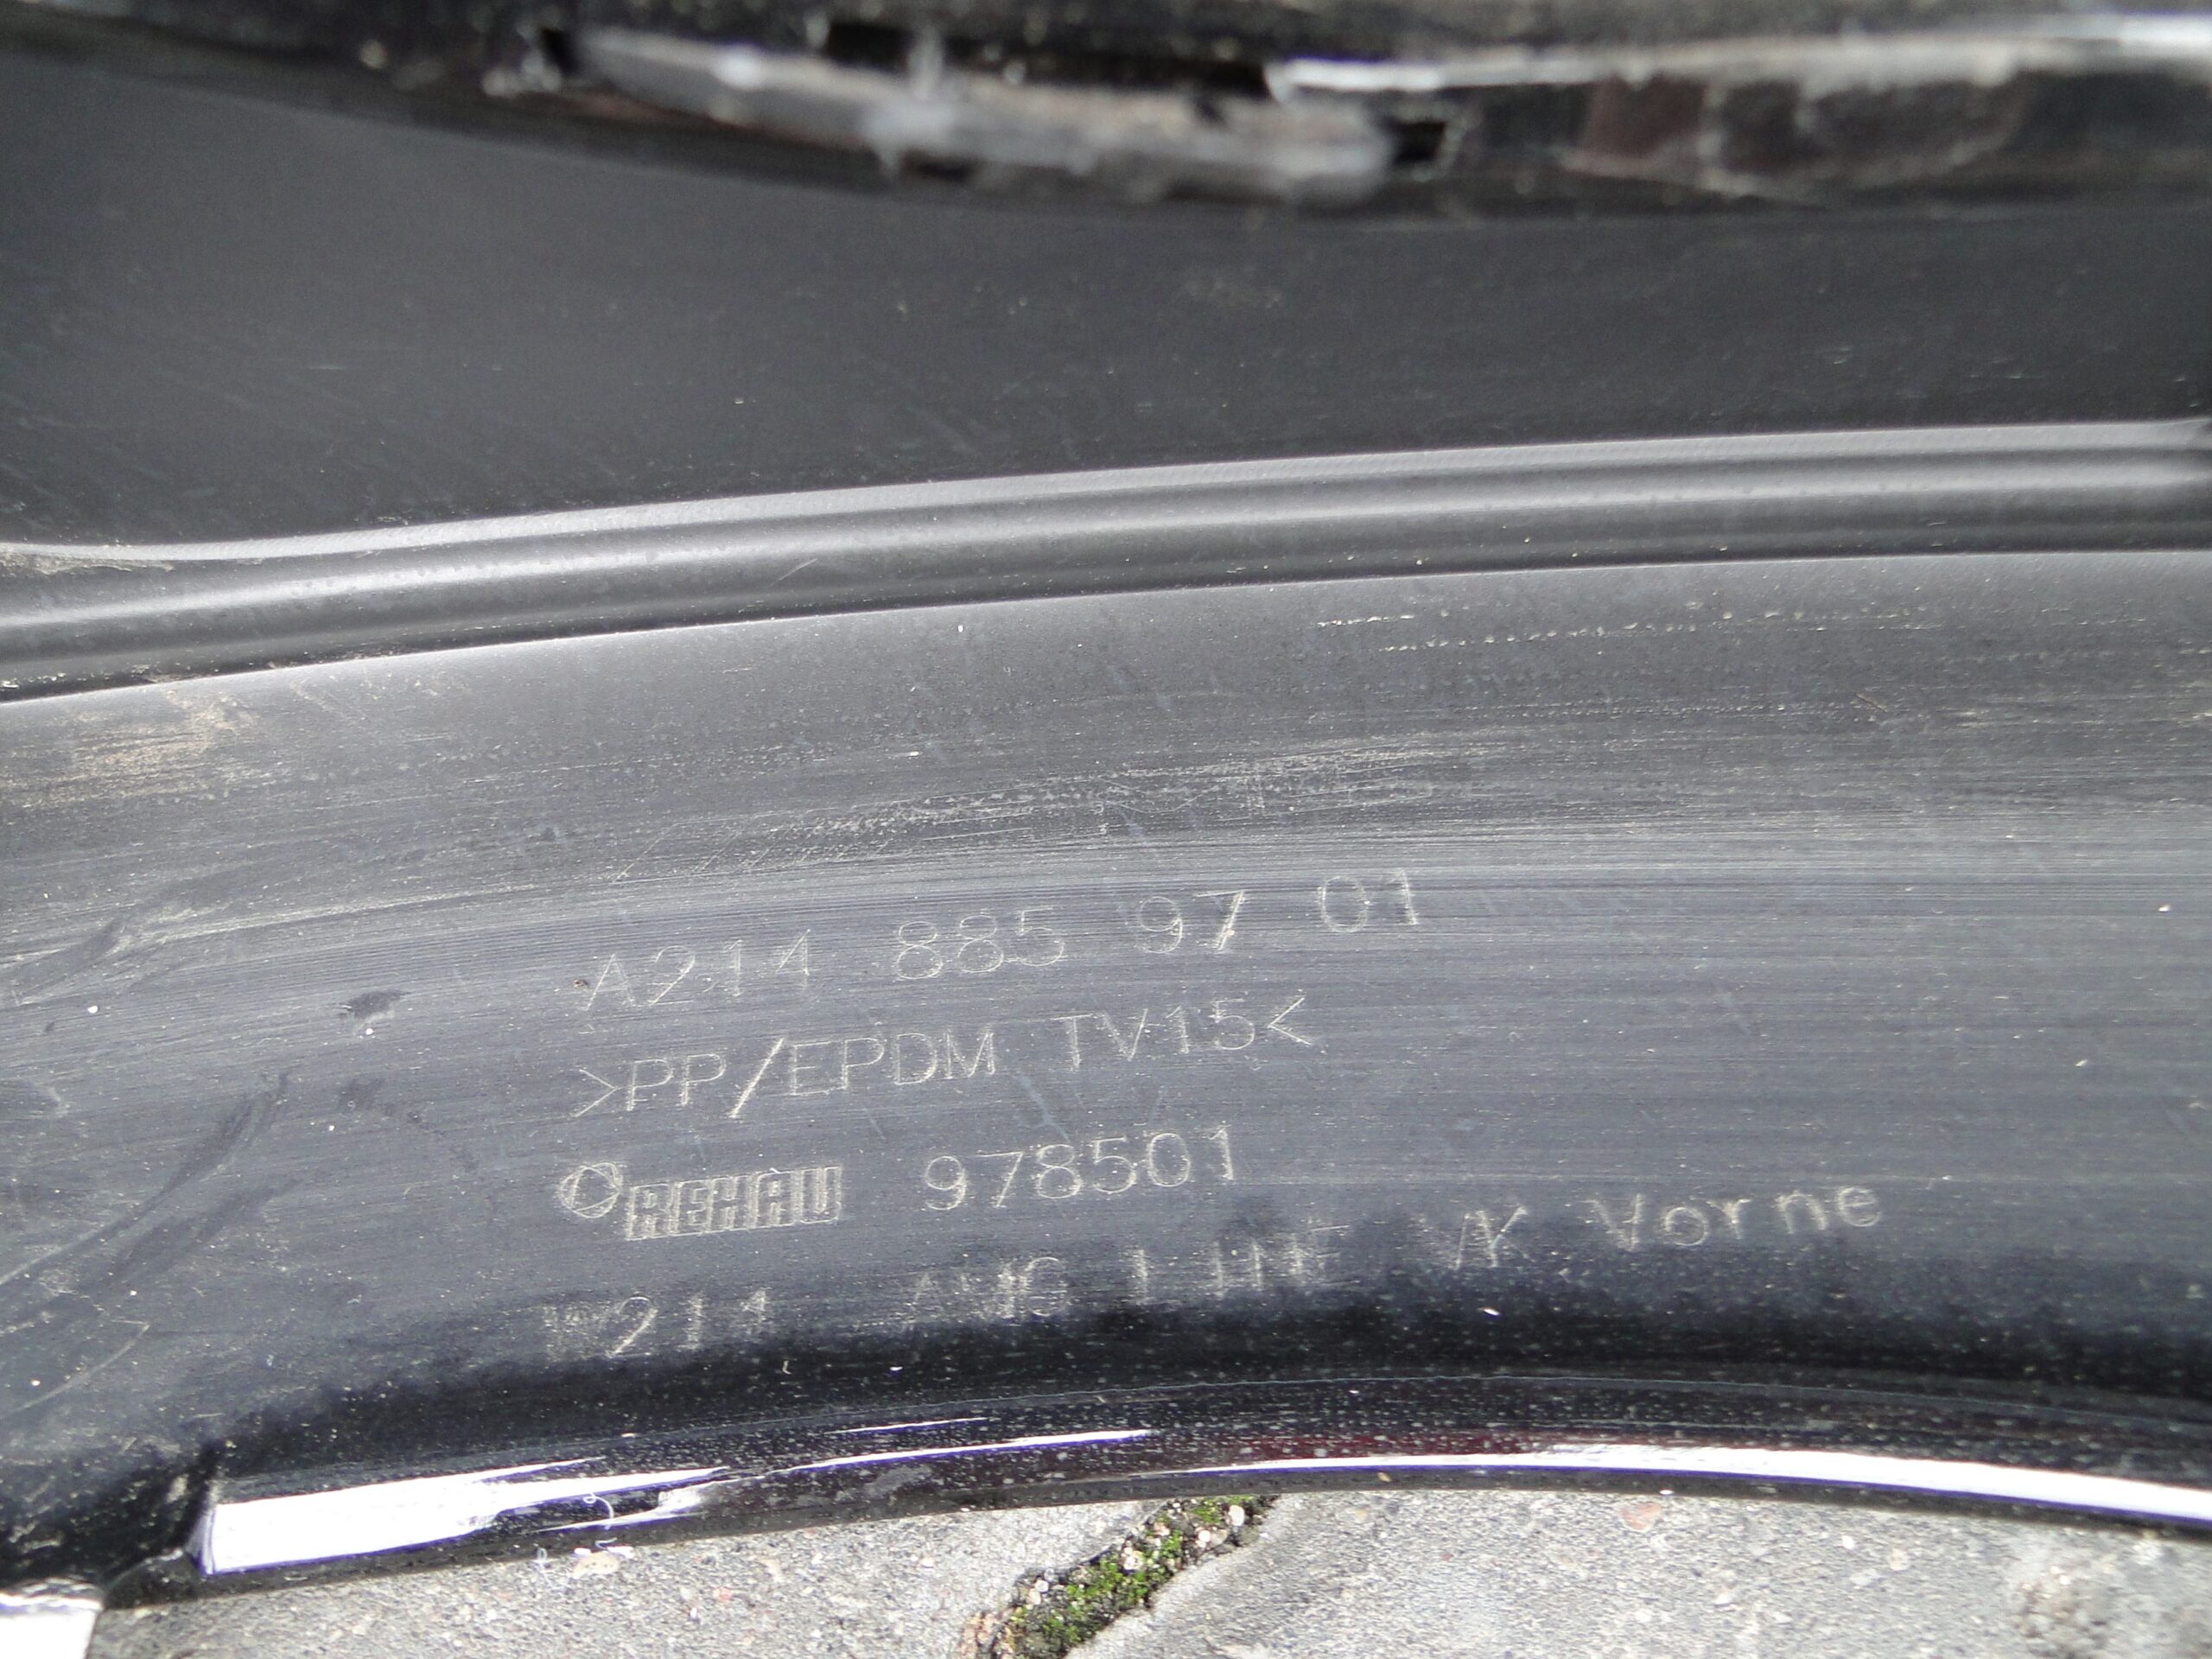 A214 885 97 01
>PP/EPDM TV15<
REHAU 978501
W214 AMG LINE VK Vorne